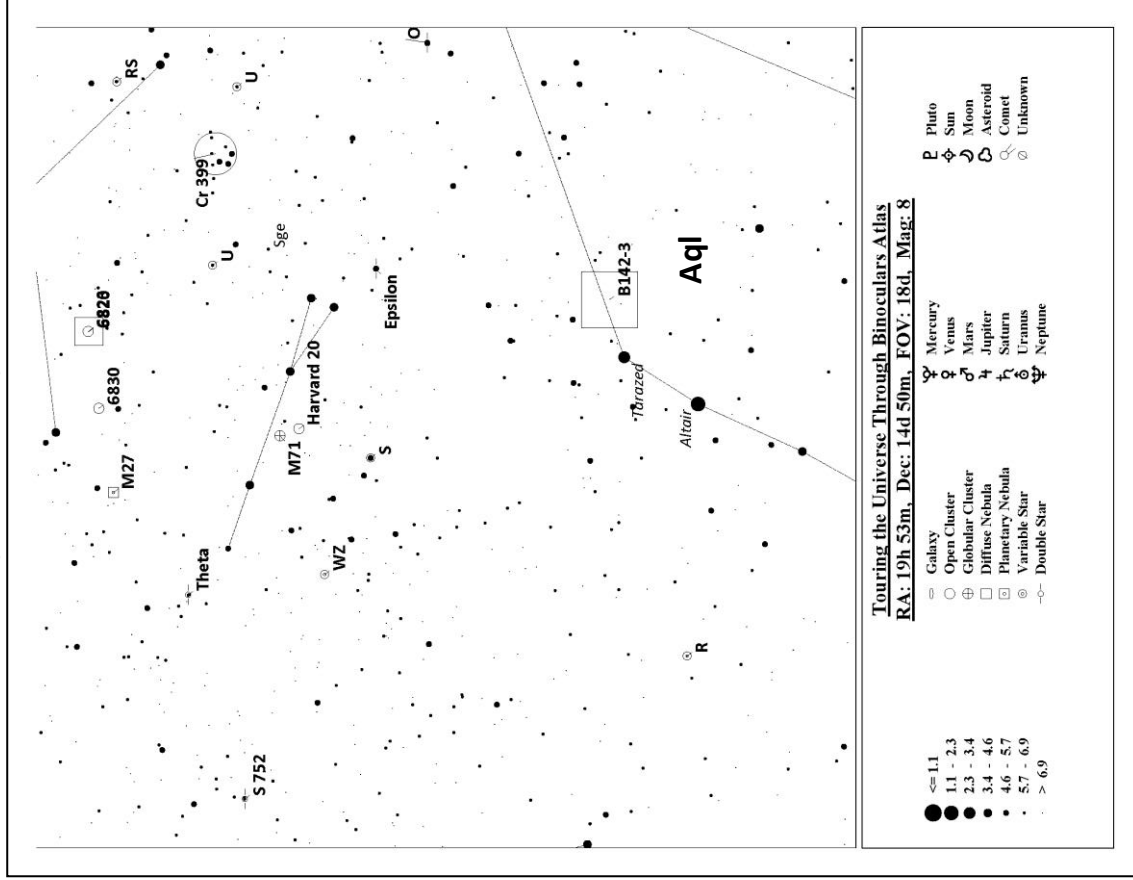 6830
M27
RS
Theta
Cr 399
U
U
S 752
Sge
M71
Harvard 20
WZ
S
Epsilon
O
B142-3
Tarazed
Altair
Aql
R
Touring the Universe Through Binoculars Atlas
RA: 19h 53m, Dec: 14d 50m, FOV: 18d, Mag: 8
<= 1.1
1.1 - 2.3
2.3 - 3.4
3.4 - 4.6
4.6 - 5.7
5.7 - 6.9
> 6.9
Galaxy
Open Cluster
Globular Cluster
Diffuse Nebula
Planetary Nebula
Variable Star
Double Star
Mercury
Venus
Mars
Jupiter
Saturn
Uranus
Neptune
Pluto
Sun
Moon
Asteroid
Comet
Unknown